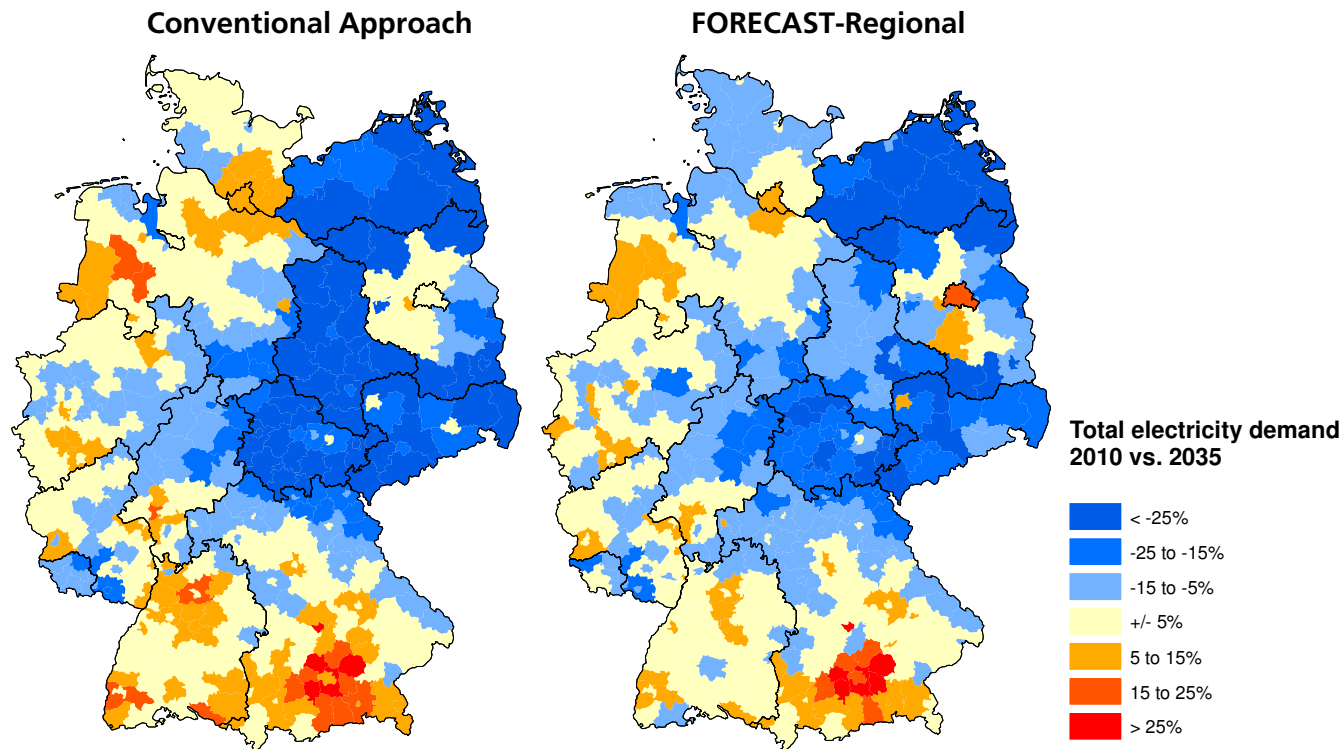 Conventional Approach
FORECAST-Regional
Total electricity demand
2010 vs. 2035
< -25%
-25 to -15%
-15 to -5%
+/- 5%
5 to 15%
15 to 25%
> 25%